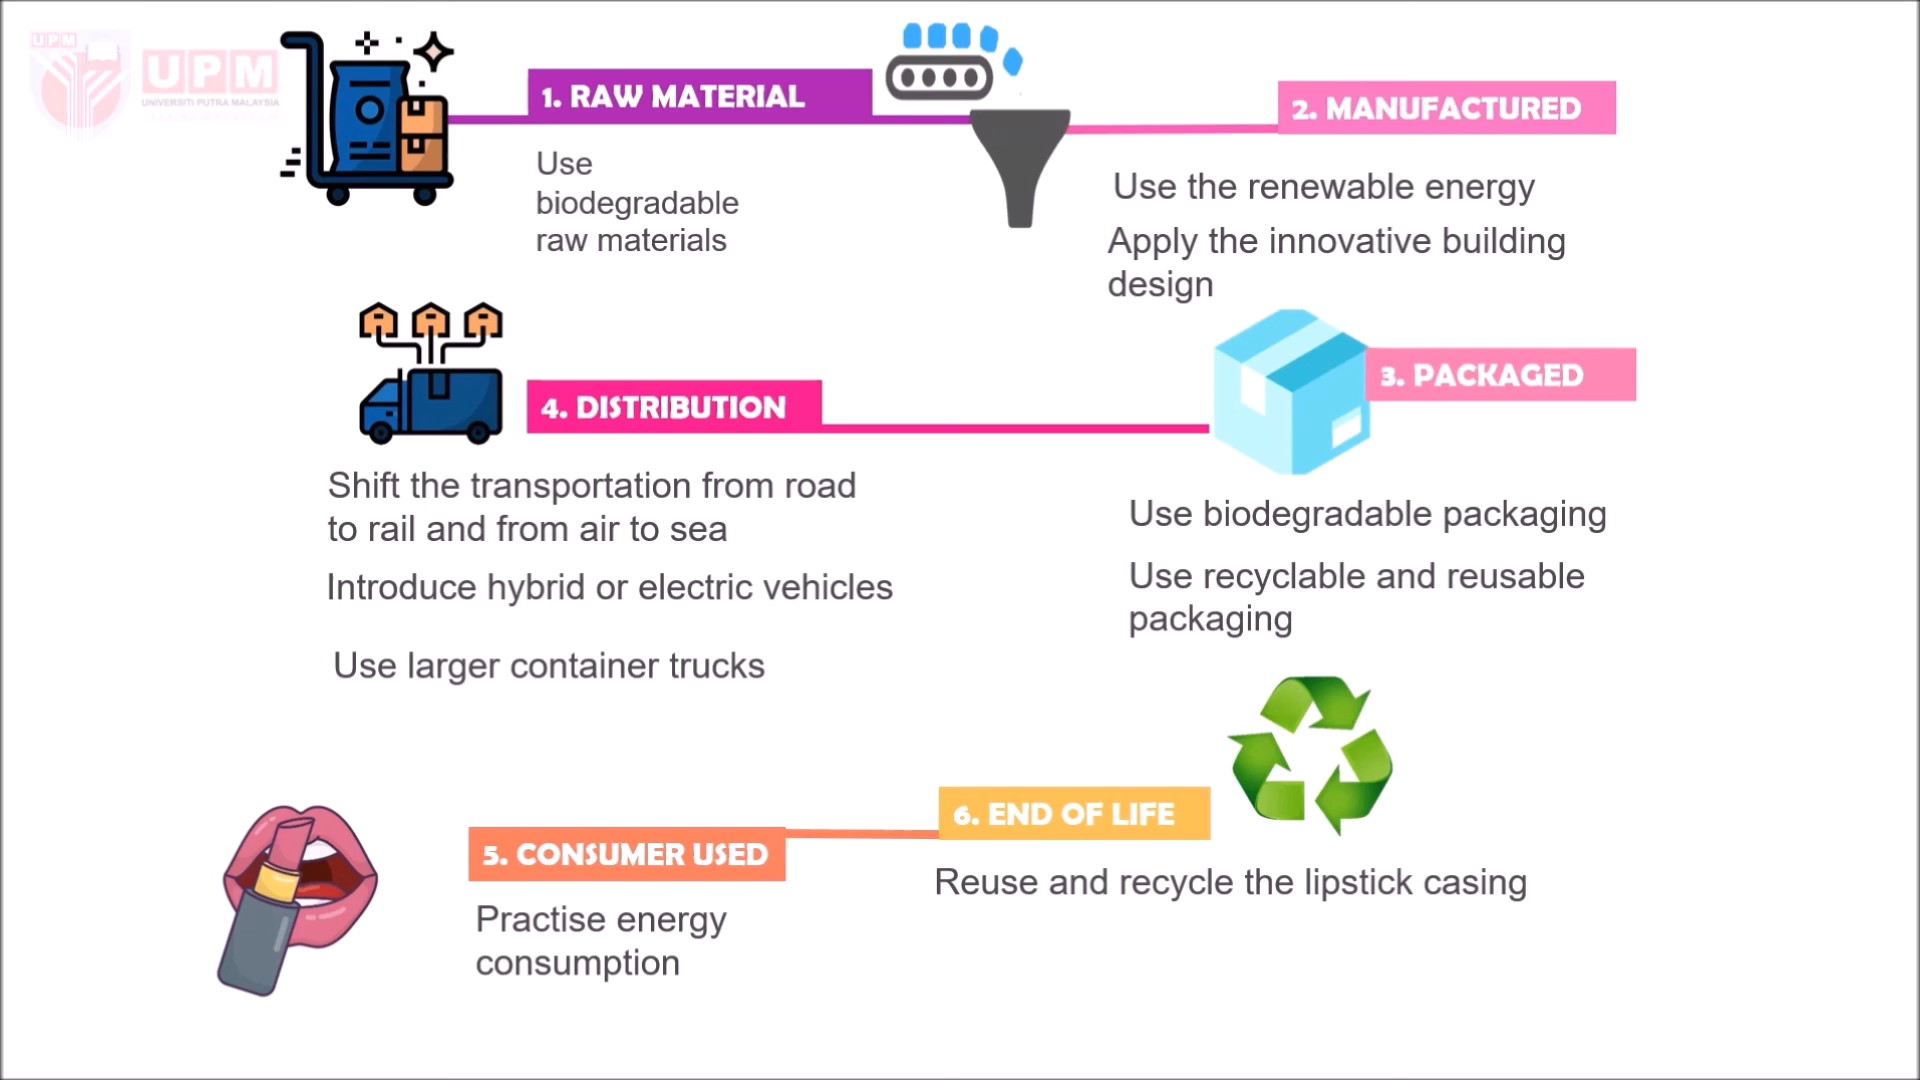 UPM
UPM
UNIVERSITI PUTRA MALAYSIA
1. RAW MATERIAL
Use
biodegradable
raw materials
2. MANUFACTURED
Use the renewable energy
Apply the innovative building
design
3. PACKAGED
Use biodegradable packaging
Use recyclable and reusable
packaging
4. DISTRIBUTION
Shift the transportation from road
to rail and from air to sea
Introduce hybrid or electric vehicles
Use larger container trucks
5. CONSUMER USED
Practise energy
consumption
6. END OF LIFE
Reuse and recycle the lipstick casing